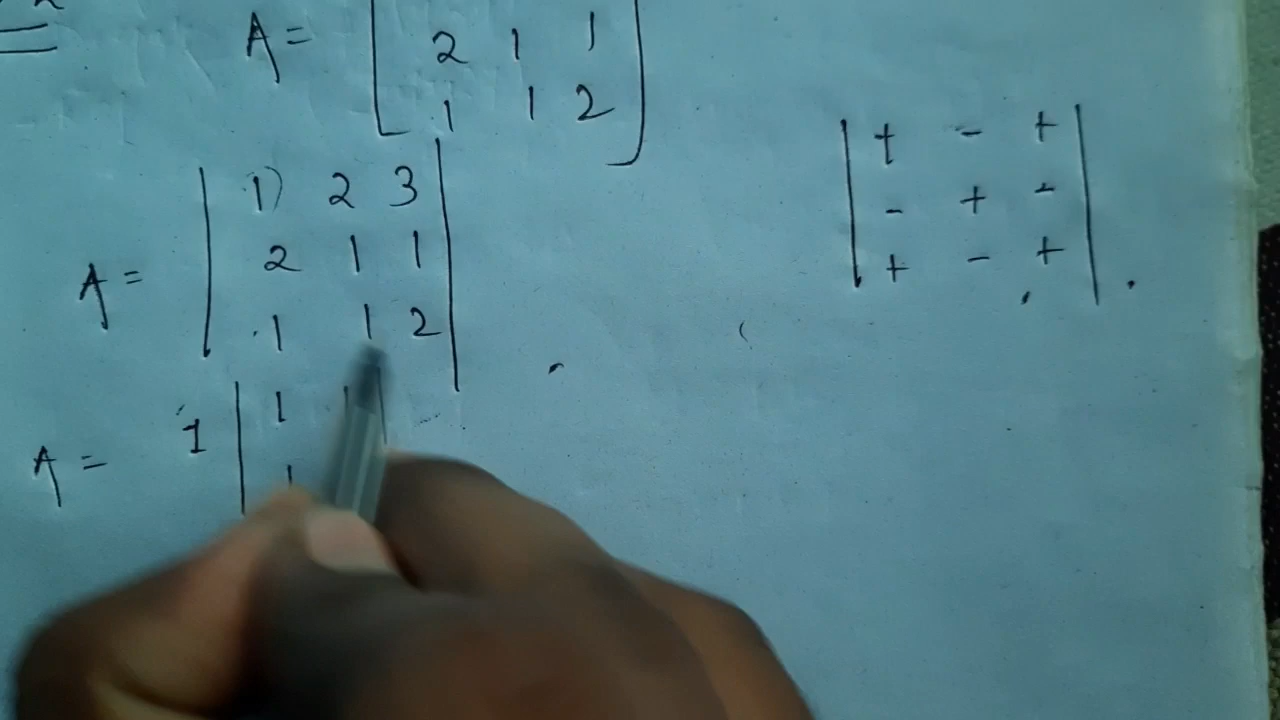 A = [ 2 1 1
1 1 2 ]
| 1) 2 3 |
A = | 2 1 1 |
| 1 1 2 |
A = 1 | 1
1
| + - + |
| - + - |
| + - + |